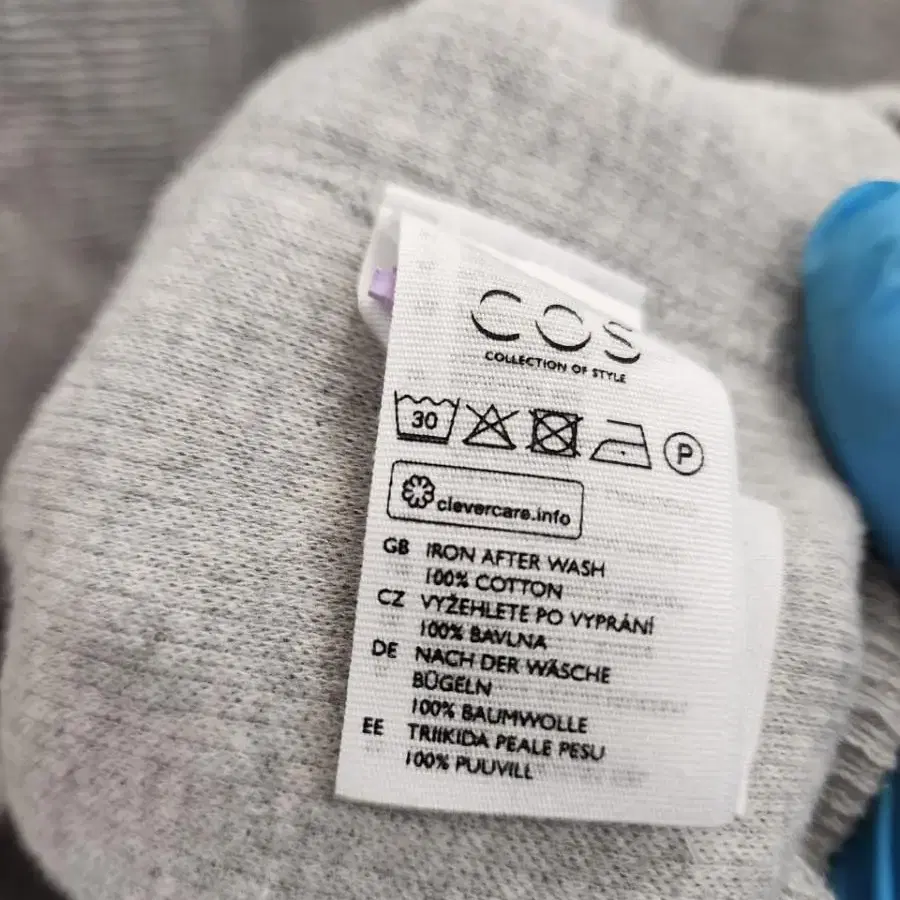 COS
COLLECTION OF STYLE
30
P
clevercare.info
GB IRON AFTER WASH
100% COTTON
CZ VYŽEHLETE PO VYPRÁNÍ
100% BAVLNA
DE NACH DER WÄSCHE
BÜGELN
100% BAUMWOLLE
EE TRIIKIDA PEALE PESU
100% PUUVILL